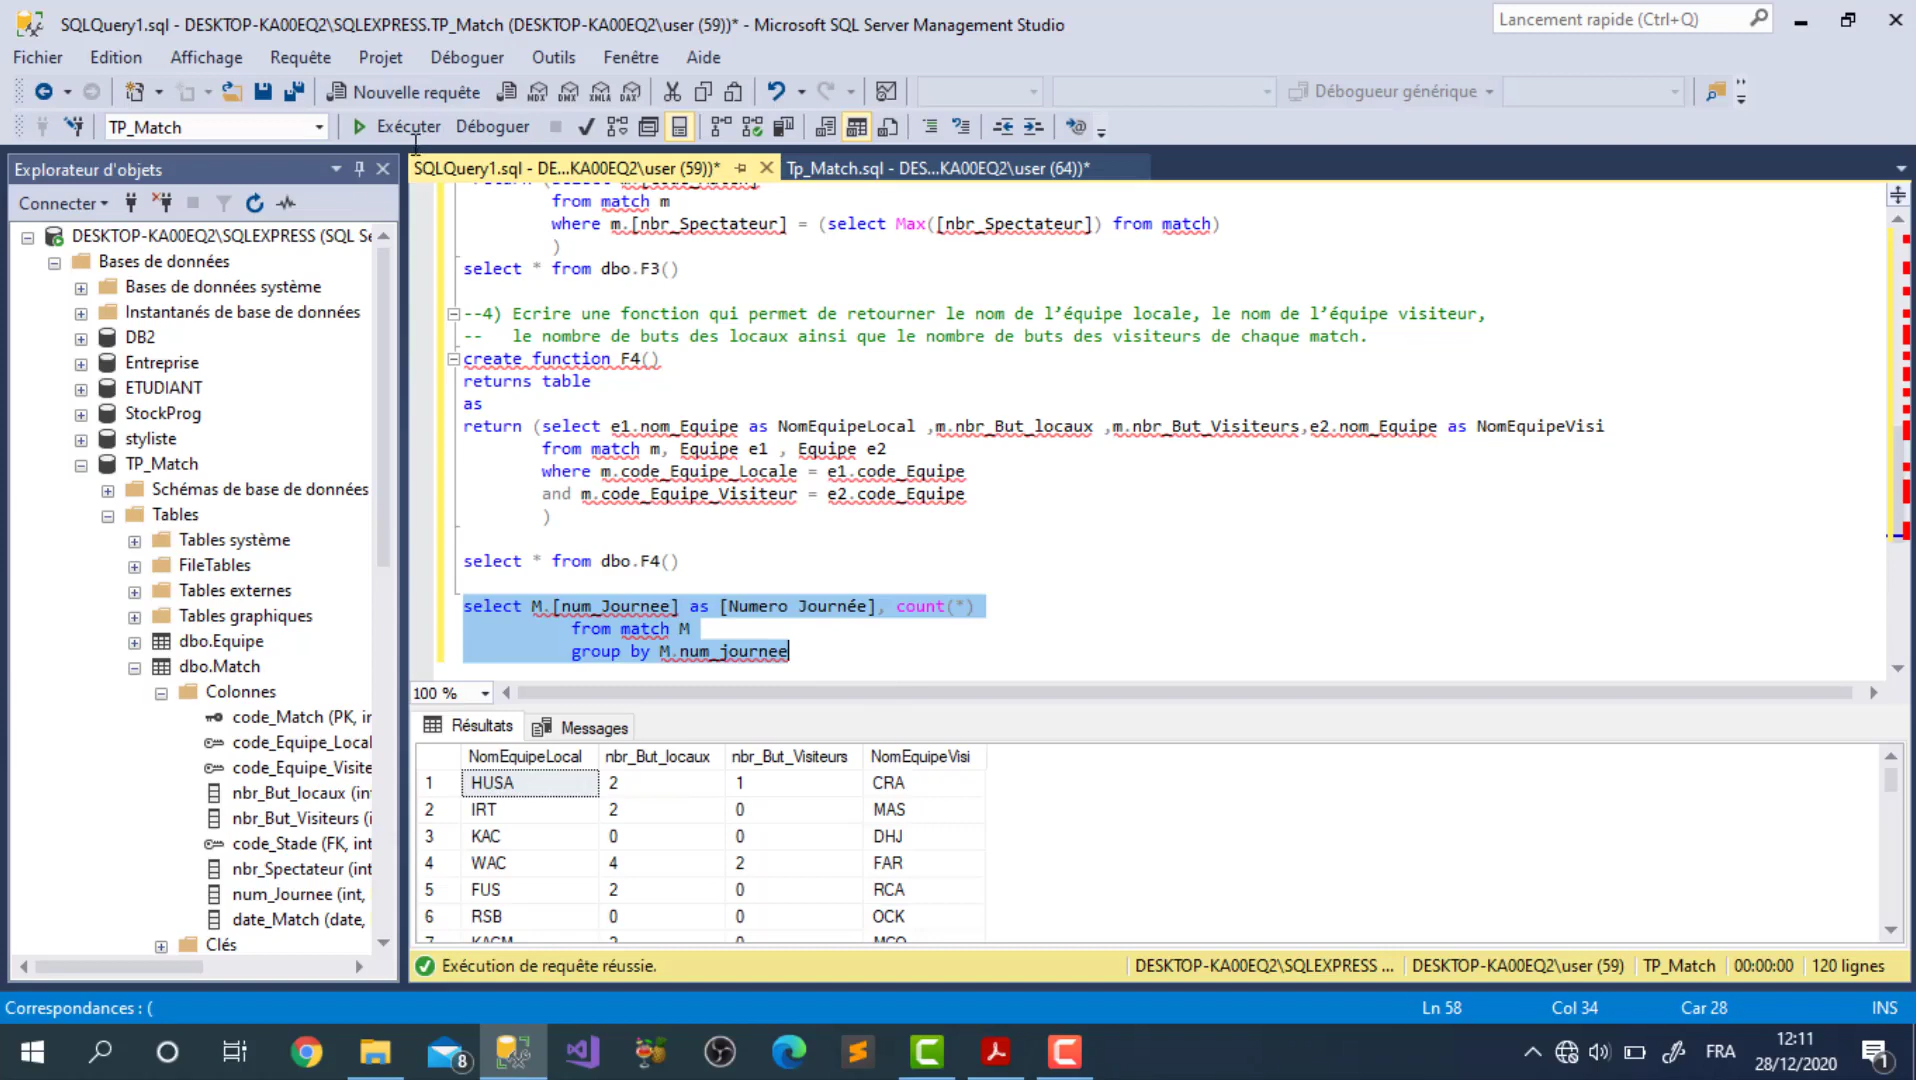 SQLQuery1.sql - DESKTOP-KA00EQ2\SQLEXPRESS.TP_Match (DESKTOP-KA00EQ2\user (59))* - Microsoft SQL Server Management Studio
Lancement rapide (Ctrl+Q)
Fichier Edition Affichage Requête Projet Déboguer Outils Fenêtre Aide
Nouvelle requête MDX DMX XMLA DAX Débogueur générique
TP_Match Exécuter Déboguer
Explorateur d'objets
SQLQuery1.sql - DE...KA00EQ2\user (59))* Tp_Match.sql - DES...KA00EQ2\user (64))*
Connecter
DESKTOP-KA00EQ2\SQLEXPRESS (SQL Se
Bases de données
Bases de données système
Instantanés de base de données
DB2
Entreprise
ETUDIANT
StockProg
styliste
TP_Match
Schémas de base de données
Tables
Tables système
FileTables
Tables externes
Tables graphiques
dbo.Equipe
dbo.Match
Colonnes
code_Match (PK, ir
code_Equipe_Local
code_Equipe_Visite
nbr_But_locaux (in
nbr_But_Visiteurs (i
code_Stade (FK, int
nbr_Spectateur (int
num_Journee (int,
date_Match (date,
Clés
from match m
where m.[nbr_Spectateur] = (select Max([nbr_Spectateur]) from match)
)
select * from dbo.F3()
--4) Ecrire une fonction qui permet de retourner le nom de l’équipe locale, le nom de l’équipe visiteur,
-- le nombre de buts des locaux ainsi que le nombre de buts des visiteurs de chaque match.
create function F4()
returns table
as
return (select e1.nom_Equipe as NomEquipeLocal ,m.nbr_But_locaux ,m.nbr_But_Visiteurs,e2.nom_Equipe as NomEquipeVisi
from match m, Equipe e1 , Equipe e2
where m.code_Equipe_Locale = e1.code_Equipe
and m.code_Equipe_Visiteur = e2.code_Equipe
)
select * from dbo.F4()
select M.[num_Journee] as [Numero Journée], count(*)
from match M
group by M.num_journee
100 %
Résultats Messages
NomEquipeLocal nbr_But_locaux nbr_But_Visiteurs NomEquipeVisi
1 HUSA 2 1 CRA
2 IRT 2 0 MAS
3 KAC 0 0 DHJ
4 WAC 4 2 FAR
5 FUS 2 0 RCA
6 RSB 0 0 OCK
Exécution de requête réussie.
DESKTOP-KA00EQ2\SQLEXPRESS ... DESKTOP-KA00EQ2\user (59) TP_Match 00:00:00 120 lignes
Correspondances : (
Ln 58 Col 34 Car 28 INS
8
FRA
12:11
28/12/2020
1